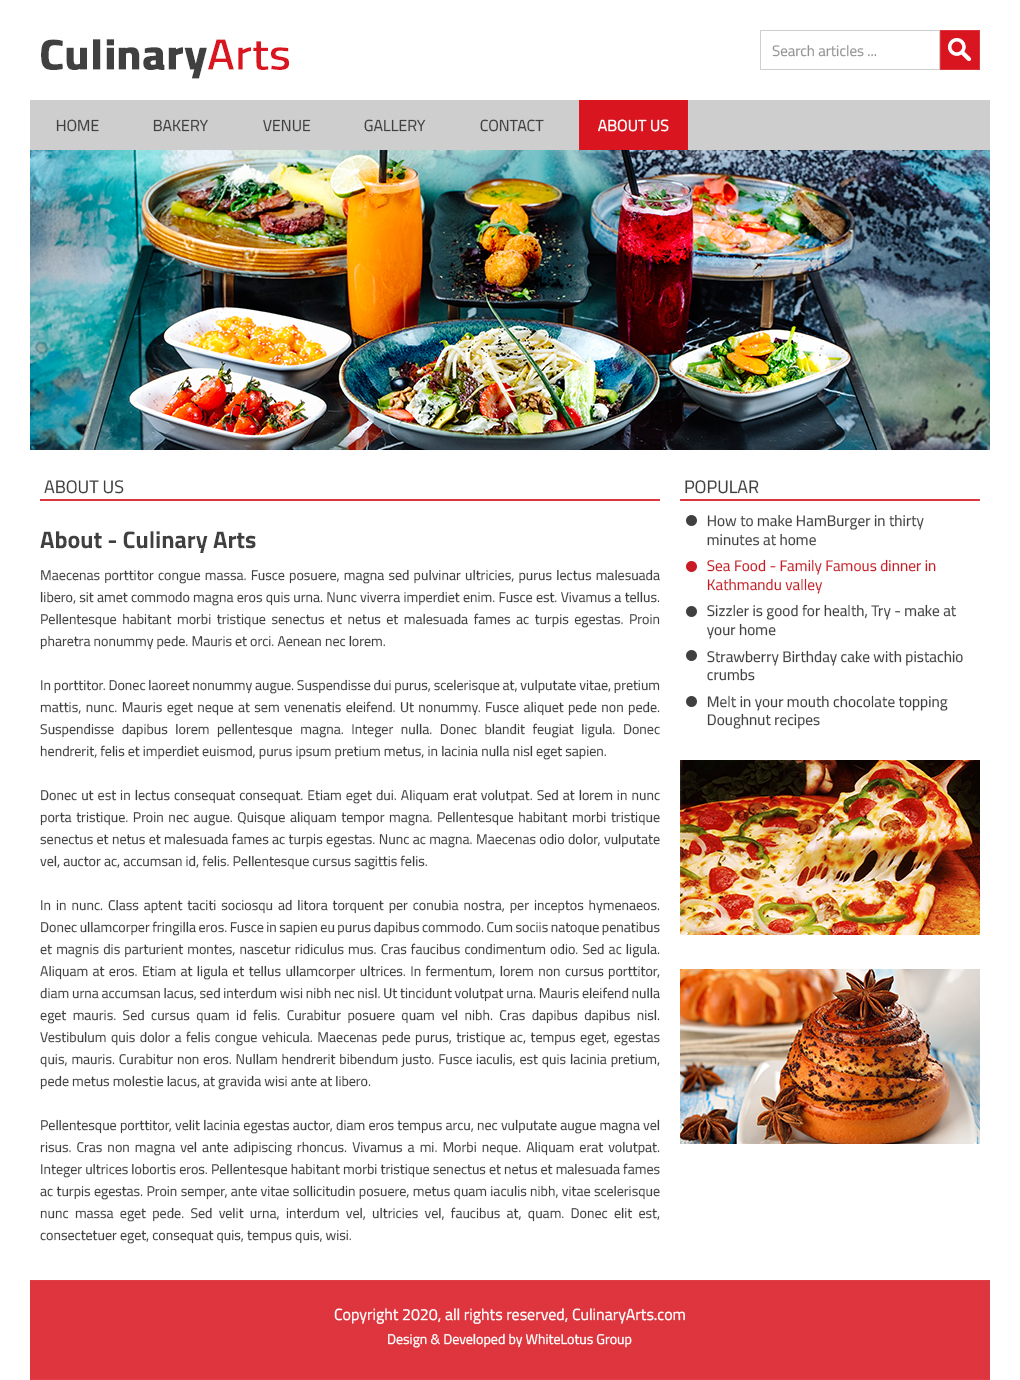 CulinaryArts
Search articles ...
HOME BAKERY VENUE GALLERY CONTACT ABOUT US
ABOUT US
About - Culinary Arts
Maecenas porttitor congue massa. Fusce posuere, magna sed pulvinar ultricies, purus lectus malesuada
libero, sit amet commodo magna eros quis urna. Nunc viverra imperdiet enim. Fusce est. Vivamus a tellus.
Pellentesque habitant morbi tristique senectus et netus et malesuada fames ac turpis egestas. Proin
pharetra nonummy pede. Mauris et orci. Aenean nec lorem.
In porttitor. Donec laoreet nonummy augue. Suspendisse dui purus, scelerisque at, vulputate vitae, pretium
mattis, nunc. Mauris eget neque at sem venenatis eleifend. Ut nonummy. Fusce aliquet pede non pede.
Suspendisse dapibus lorem pellentesque magna. Integer nulla. Donec blandit feugiat ligula. Donec
hendrerit, felis et imperdiet euismod, purus ipsum pretium metus, in lacinia nulla nisl eget sapien.
Donec ut est in lectus consequat consequat. Etiam eget dui. Aliquam erat volutpat. Sed at lorem in nunc
porta tristique. Proin nec augue. Quisque aliquam tempor magna. Pellentesque habitant morbi tristique
senectus et netus et malesuada fames ac turpis egestas. Nunc ac magna. Maecenas odio dolor, vulputate
vel, auctor ac, accumsan id, felis. Pellentesque cursus sagittis felis.
In in nunc. Class aptent taciti sociosqu ad litora torquent per conubia nostra, per inceptos hymenaeos.
Donec ullamcorper fringilla eros. Fusce in sapien eu purus dapibus commodo. Cum sociis natoque penatibus
et magnis dis parturient montes, nascetur ridiculus mus. Cras faucibus condimentum odio. Sed ac ligula.
Aliquam at eros. Etiam at ligula et tellus ullamcorper ultrices. In fermentum, lorem non cursus porttitor,
diam urna accumsan lacus, sed interdum wisi nibh nec nisl. Ut tincidunt volutpat urna. Mauris eleifend nulla
eget mauris. Sed cursus quam id felis. Curabitur posuere quam vel nibh. Cras dapibus dapibus nisl.
Vestibulum quis dolor a felis congue vehicula. Maecenas pede purus, tristique ac, tempus eget, egestas
quis, mauris. Curabitur non eros. Nullam hendrerit bibendum justo. Fusce iaculis, est quis lacinia pretium,
pede metus molestie lacus, at gravida wisi ante at libero.
Pellentesque porttitor, velit lacinia egestas auctor, diam eros tempus arcu, nec vulputate augue magna vel
risus. Cras non magna vel ante adipiscing rhoncus. Vivamus a mi. Morbi neque. Aliquam erat volutpat.
Integer ultrices lobortis eros. Pellentesque habitant morbi tristique senectus et netus et malesuada fames
ac turpis egestas. Proin semper, ante vitae sollicitudin posuere, metus quam iaculis nibh, vitae scelerisque
nunc massa eget pede. Sed velit urna, interdum vel, ultricies vel, faucibus at, quam. Donec elit est,
consectetuer eget, consequat quis, tempus quis, wisi.
POPULAR
How to make HamBurger in thirty
minutes at home
Sea Food - Family Famous dinner in
Kathmandu valley
Sizzler is good for health, Try - make at
your home
Strawberry Birthday cake with pistachio
crumbs
Melt in your mouth chocolate topping
Doughnut recipes
Copyright 2020, all rights reserved, CulinaryArts.com
Design & Developed by WhiteLotus Group